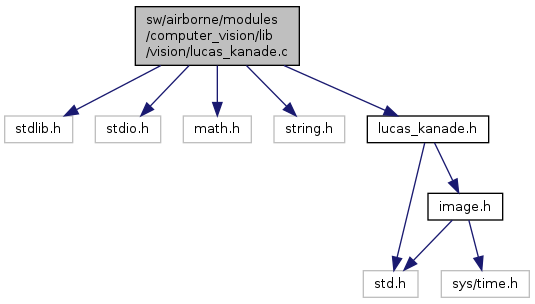 sw/airborne/modules
/computer_vision/lib
/vision/lucas_kanade.c
stdlib.h
stdio.h
math.h
string.h
lucas_kanade.h
image.h
std.h
sys/time.h